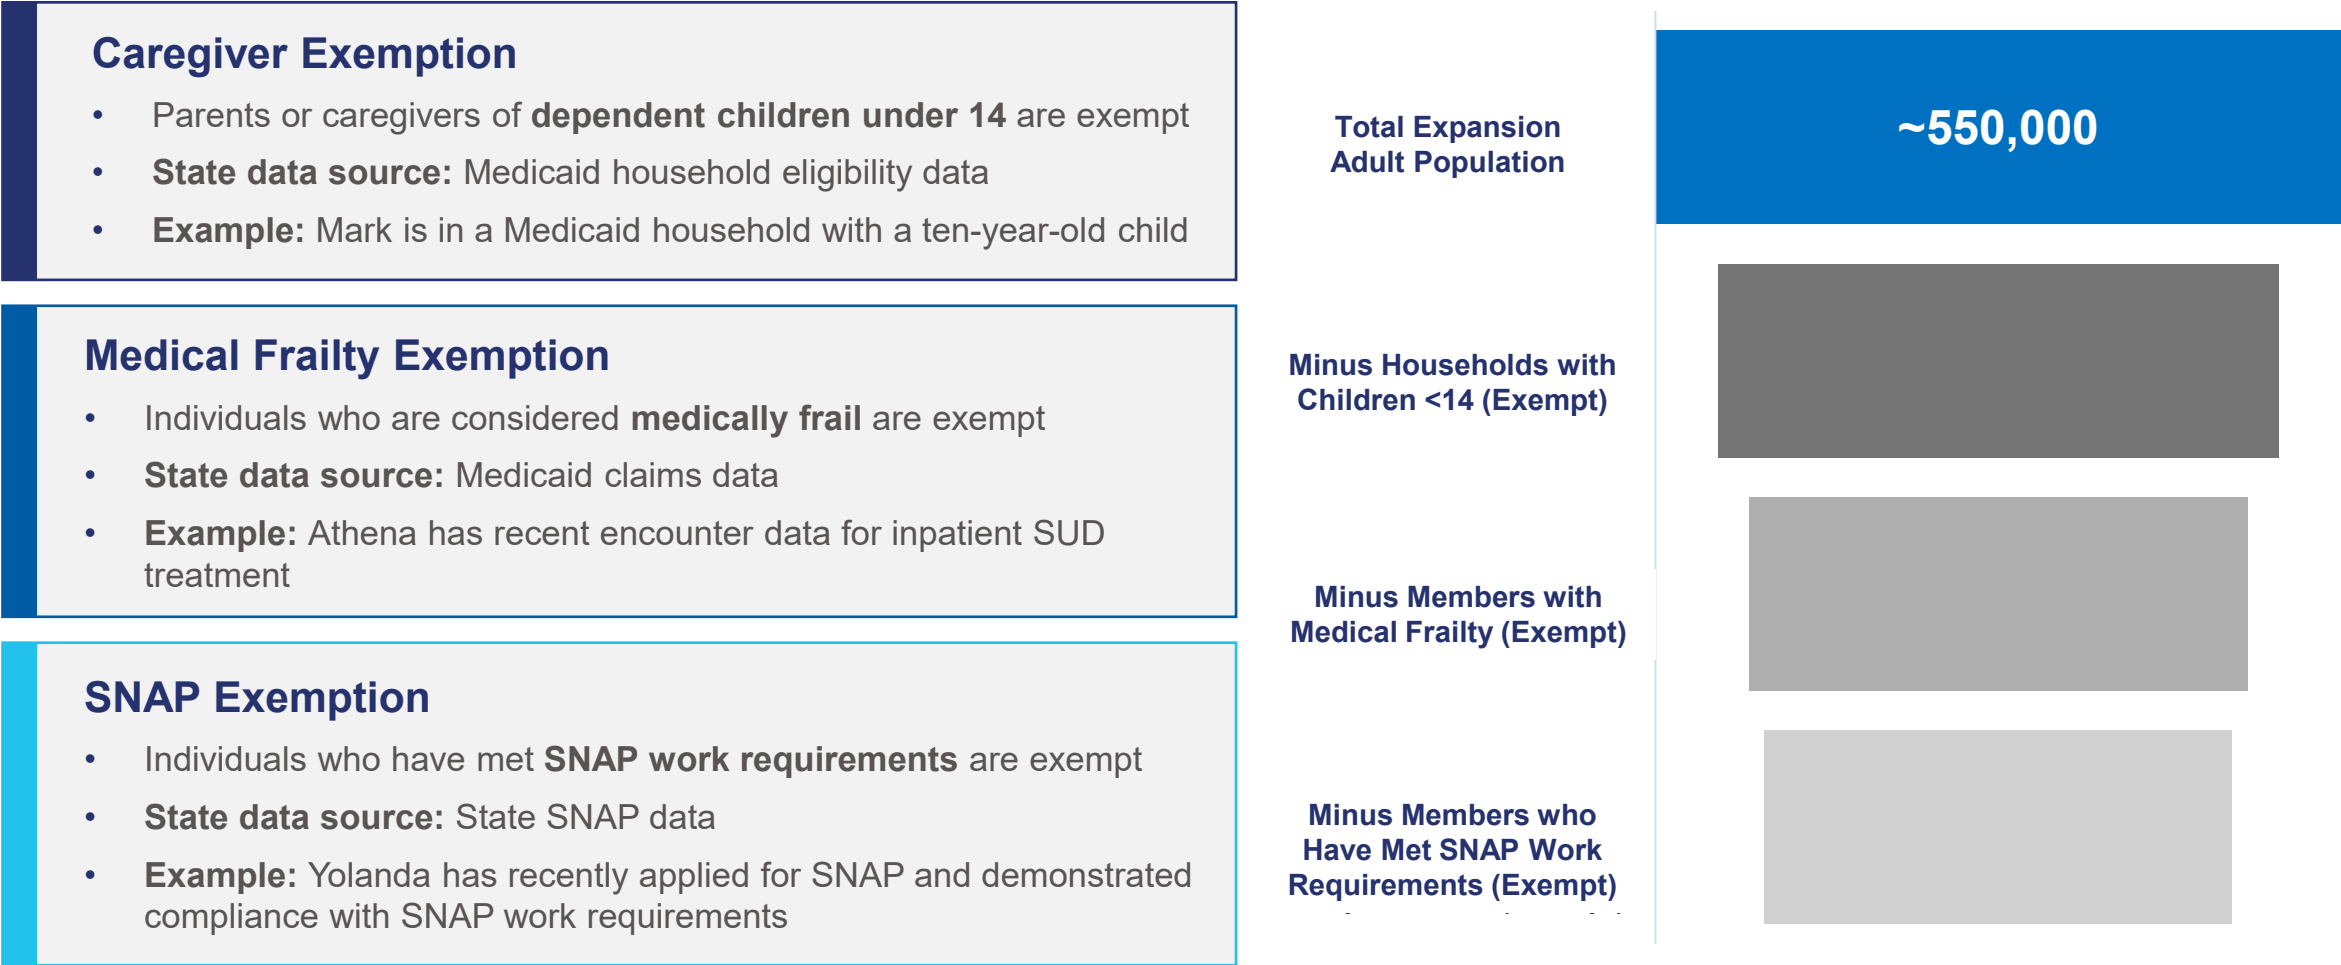 Caregiver Exemption
• Parents or caregivers of dependent children under 14 are exempt
• State data source: Medicaid household eligibility data
• Example: Mark is in a Medicaid household with a ten-year-old child
Medical Frailty Exemption
• Individuals who are considered medically frail are exempt
• State data source: Medicaid claims data
• Example: Athena has recent encounter data for inpatient SUD
treatment
SNAP Exemption
• Individuals who have met SNAP work requirements are exempt
• State data source: State SNAP data
• Example: Yolanda has recently applied for SNAP and demonstrated
compliance with SNAP work requirements
Total Expansion
Adult Population
~550,000
Minus Households with
Children <14 (Exempt)
Minus Members with
Medical Frailty (Exempt)
Minus Members who
Have Met SNAP Work
Requirements (Exempt)